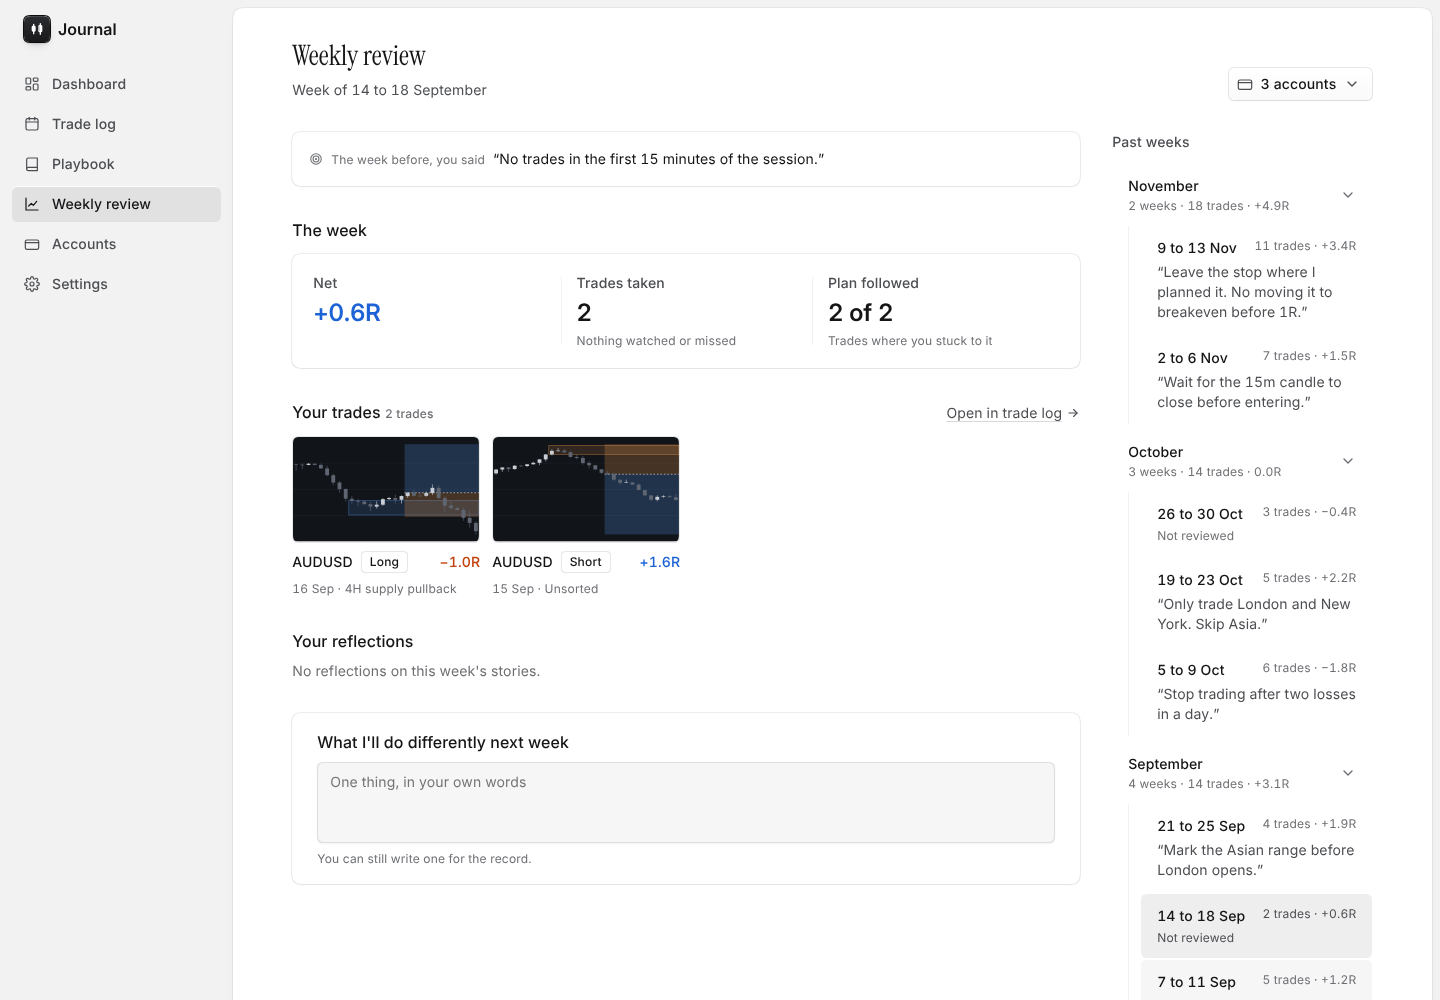 Journal
Dashboard
Trade log
Playbook
Weekly review
Accounts
Settings
Weekly review
Week of 14 to 18 September
3 accounts
The week before, you said “No trades in the first 15 minutes of the session.”
The week
Net
+0.6R
Trades taken
2
Nothing watched or missed
Plan followed
2 of 2
Trades where you stuck to it
Your trades 2 trades
Open in trade log →
AUDUSD Long −1.0R
16 Sep · 4H supply pullback
AUDUSD Short +1.6R
15 Sep · Unsorted
Your reflections
No reflections on this week's stories.
What I'll do differently next week
One thing, in your own words
You can still write one for the record.
Past weeks
November
2 weeks · 18 trades · +4.9R
9 to 13 Nov 11 trades · +3.4R
“Leave the stop where I
planned it. No moving it to
breakeven before 1R.”
2 to 6 Nov 7 trades · +1.5R
“Wait for the 15m candle to
close before entering.”
October
3 weeks · 14 trades · 0.0R
26 to 30 Oct 3 trades · −0.4R
Not reviewed
19 to 23 Oct 5 trades · +2.2R
“Only trade London and New
York. Skip Asia.”
5 to 9 Oct 6 trades · −1.8R
“Stop trading after two losses
in a day.”
September
4 weeks · 14 trades · +3.1R
21 to 25 Sep 4 trades · +1.9R
“Mark the Asian range before
London opens.”
14 to 18 Sep 2 trades · +0.6R
Not reviewed
7 to 11 Sep 5 trades · +1.2R